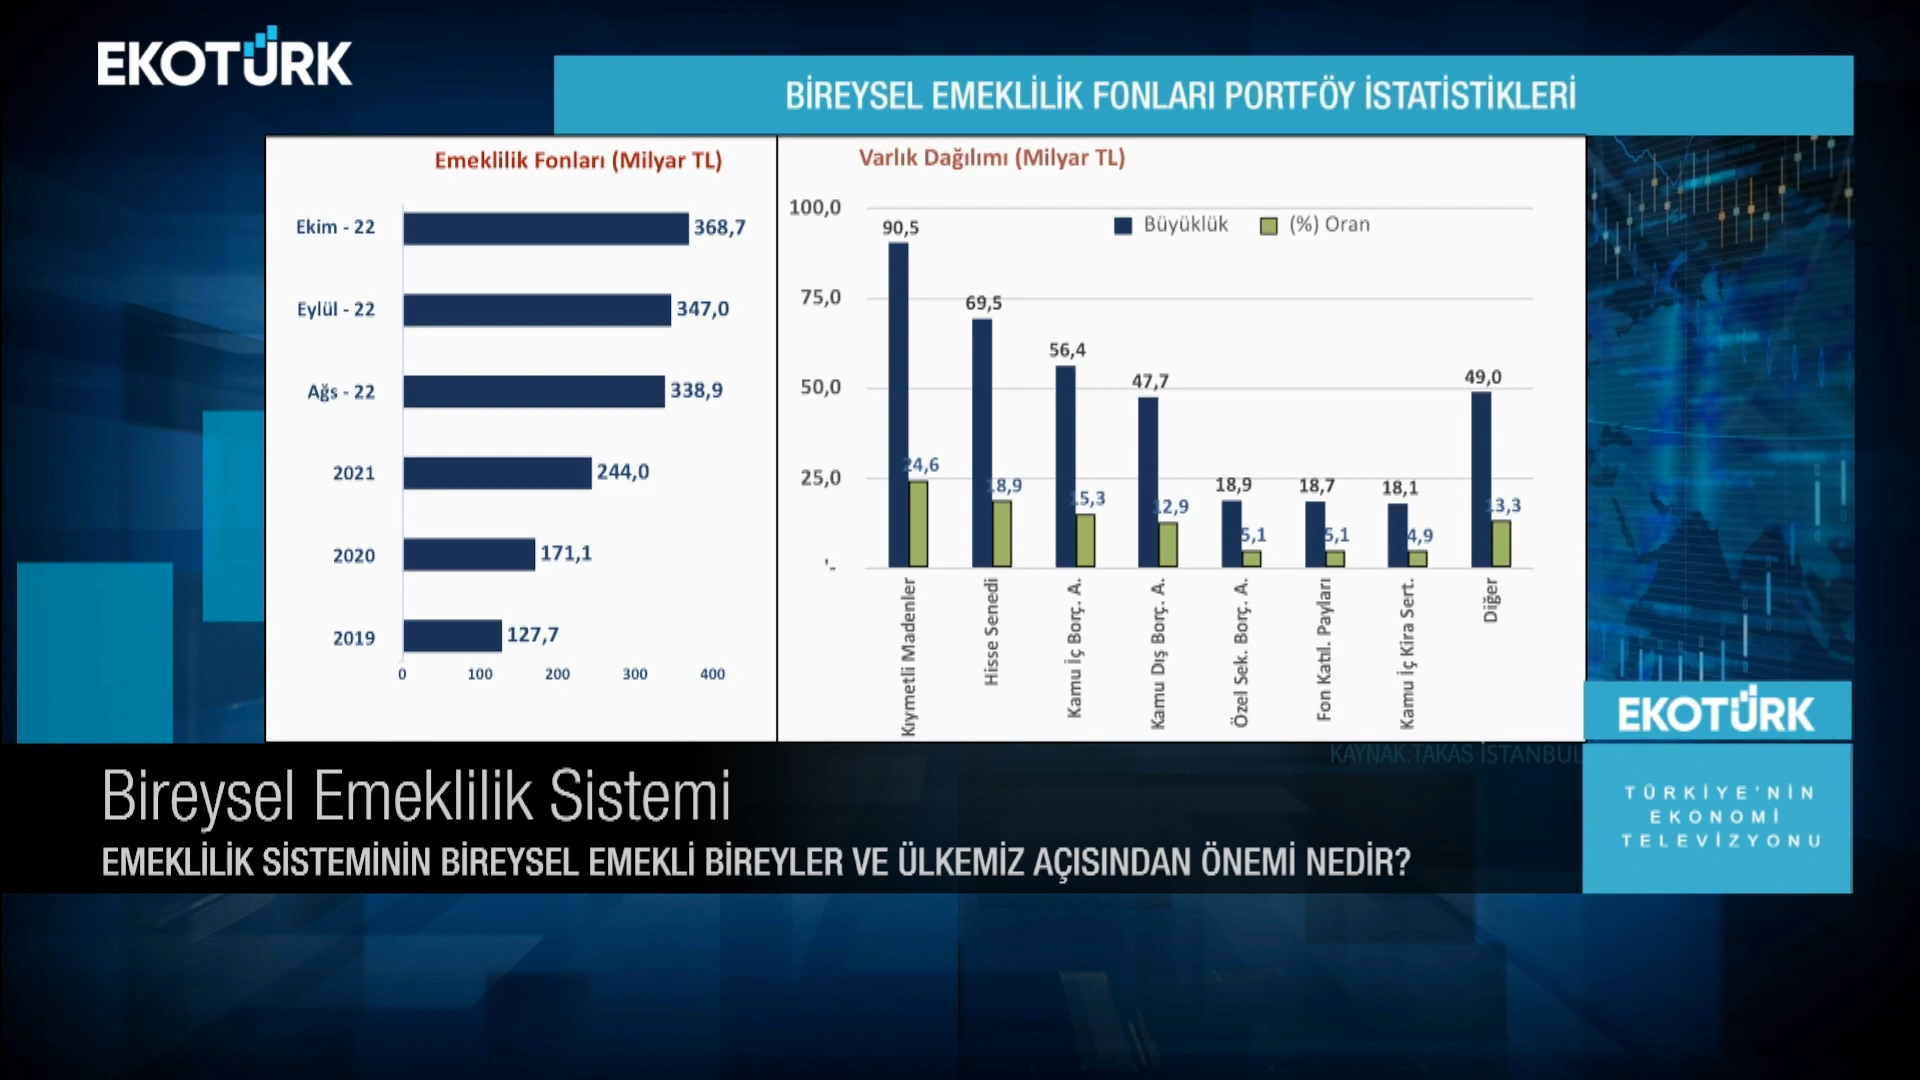 EKOTÜRK
BİREYSEL EMEKLİLİK FONLARI PORTFÖY İSTATİSTİKLERİ
Emeklilik Fonları (Milyar TL)
Ekim - 22
368,7
Eylül - 22
347,0
Ağs - 22
338,9
2021
244,0
2020
171,1
2019
127,7
0 100 200 300 400
Varlık Dağılımı (Milyar TL)
Büyüklük (%) Oran
100,0
75,0
50,0
25,0
'-
90,5
24,6
69,5
18,9
56,4
15,3
47,7
12,9
18,9
5,1
18,7
5,1
18,1
4,9
49,0
13,3
Kıymetli Madenler
Hisse Senedi
Kamu İç Borç. A.
Kamu Dış Borç. A.
Özel Sek. Borç. A.
Fon Katıl. Payları
Kamu İç Kira Sert.
Diğer
EKOTÜRK
KAYNAK:TAKAS İSTANBUL
TÜRKİYE'NİN
EKONOMİ
TELEVİZYONU
Bireysel Emeklilik Sistemi
EMEKLİLİK SİSTEMİNİN BİREYSEL EMEKLİ BİREYLER VE ÜLKEMİZ AÇISINDAN ÖNEMİ NEDİR?